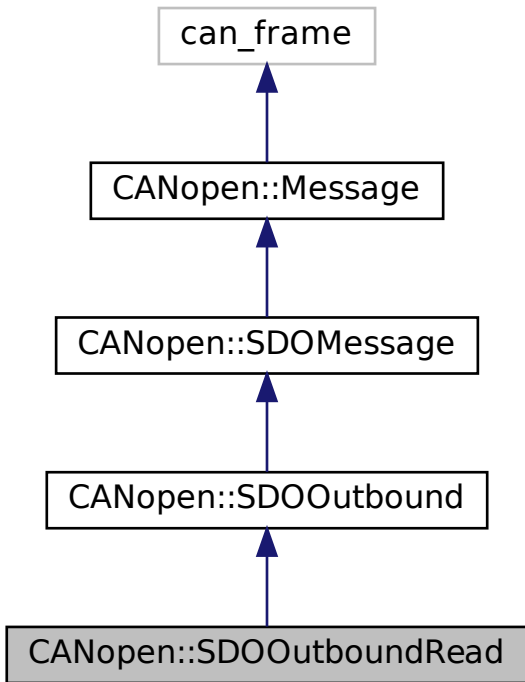 can_frame
CANopen::Message
CANopen::SDOMessage
CANopen::SDOOutbound
CANopen::SDOOutboundRead